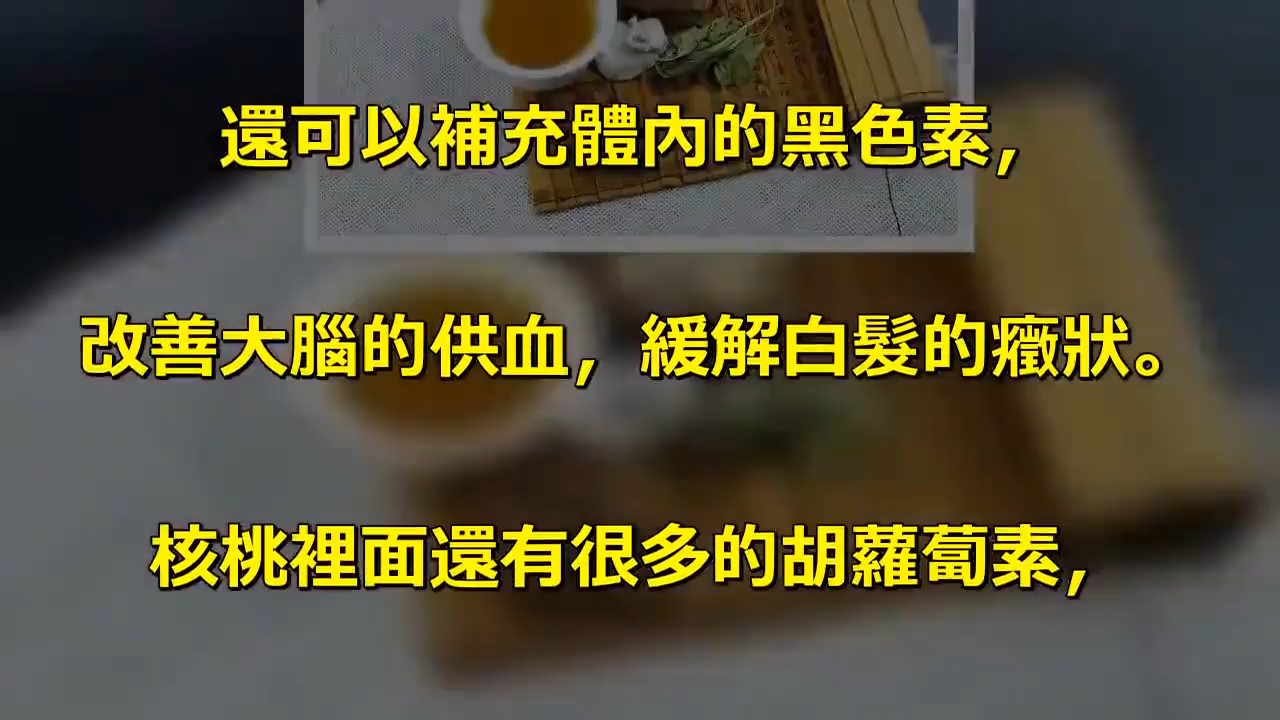 還可以補充體內的黑色素，
改善大腦的供血，緩解白髮的癥狀。
核桃裡面還有很多的胡蘿蔔素，